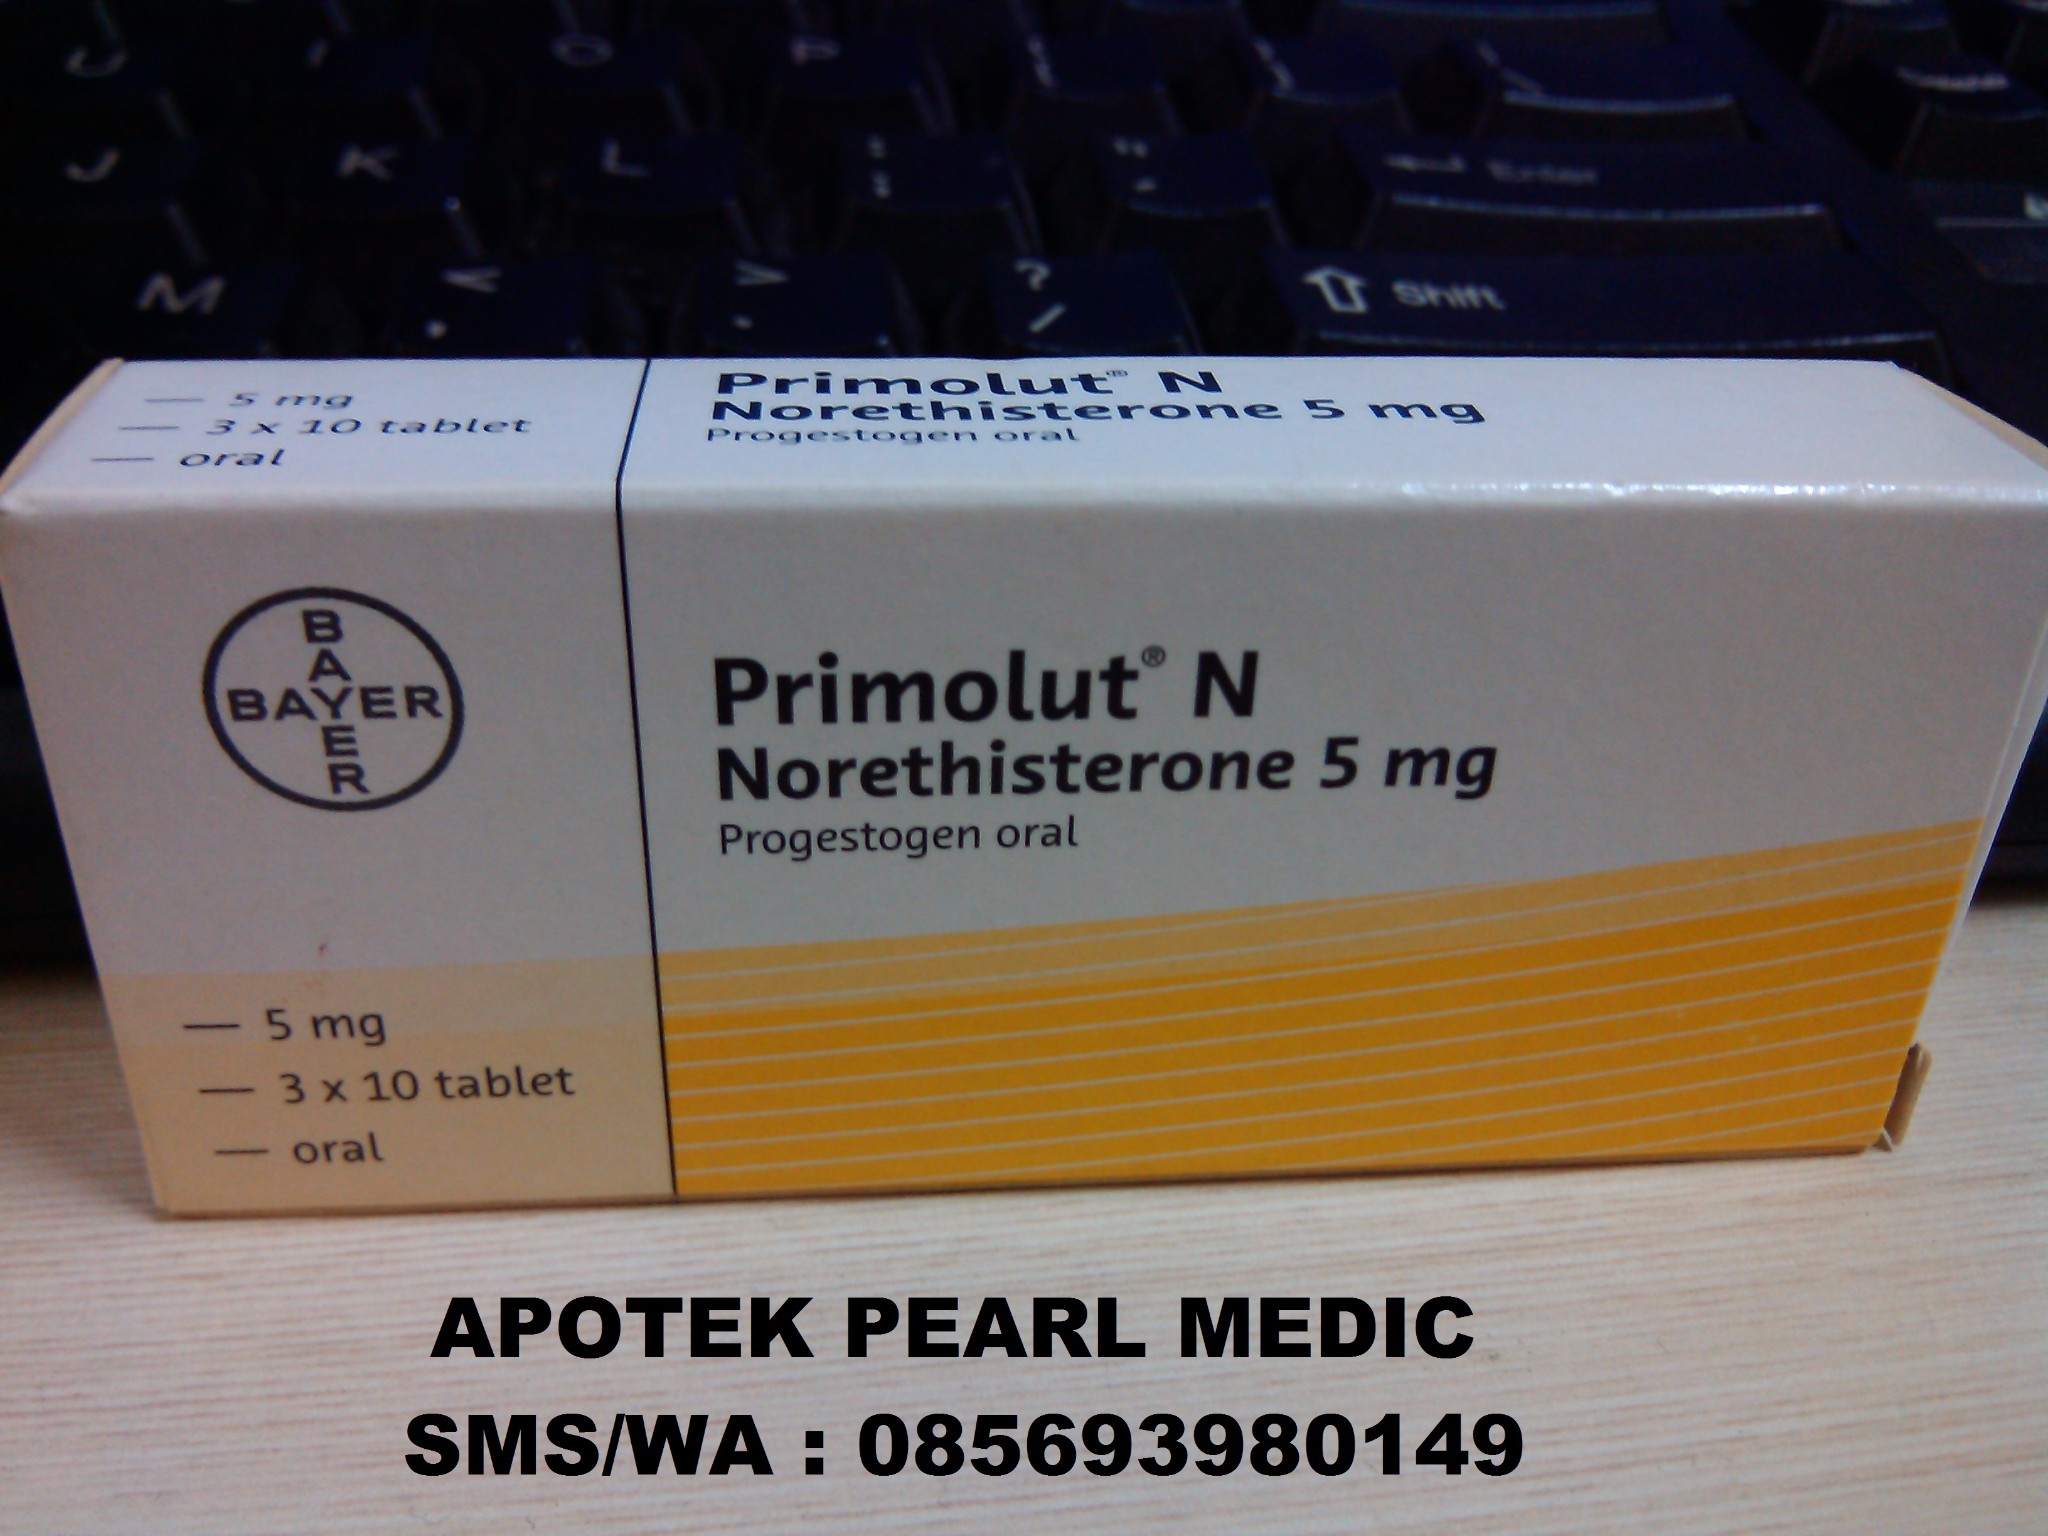 U I O P
J K L : ; " '
Enter
M < , > . ? /
Shift
5 mg
3 x 10 tablet
oral
Primolut® N
Norethisterone 5 mg
Progestogen oral
BAYER
BAYER
Primolut® N
Norethisterone 5 mg
Progestogen oral
5 mg
3 x 10 tablet
oral
APOTEK PEARL MEDIC
SMS/WA : 085693980149